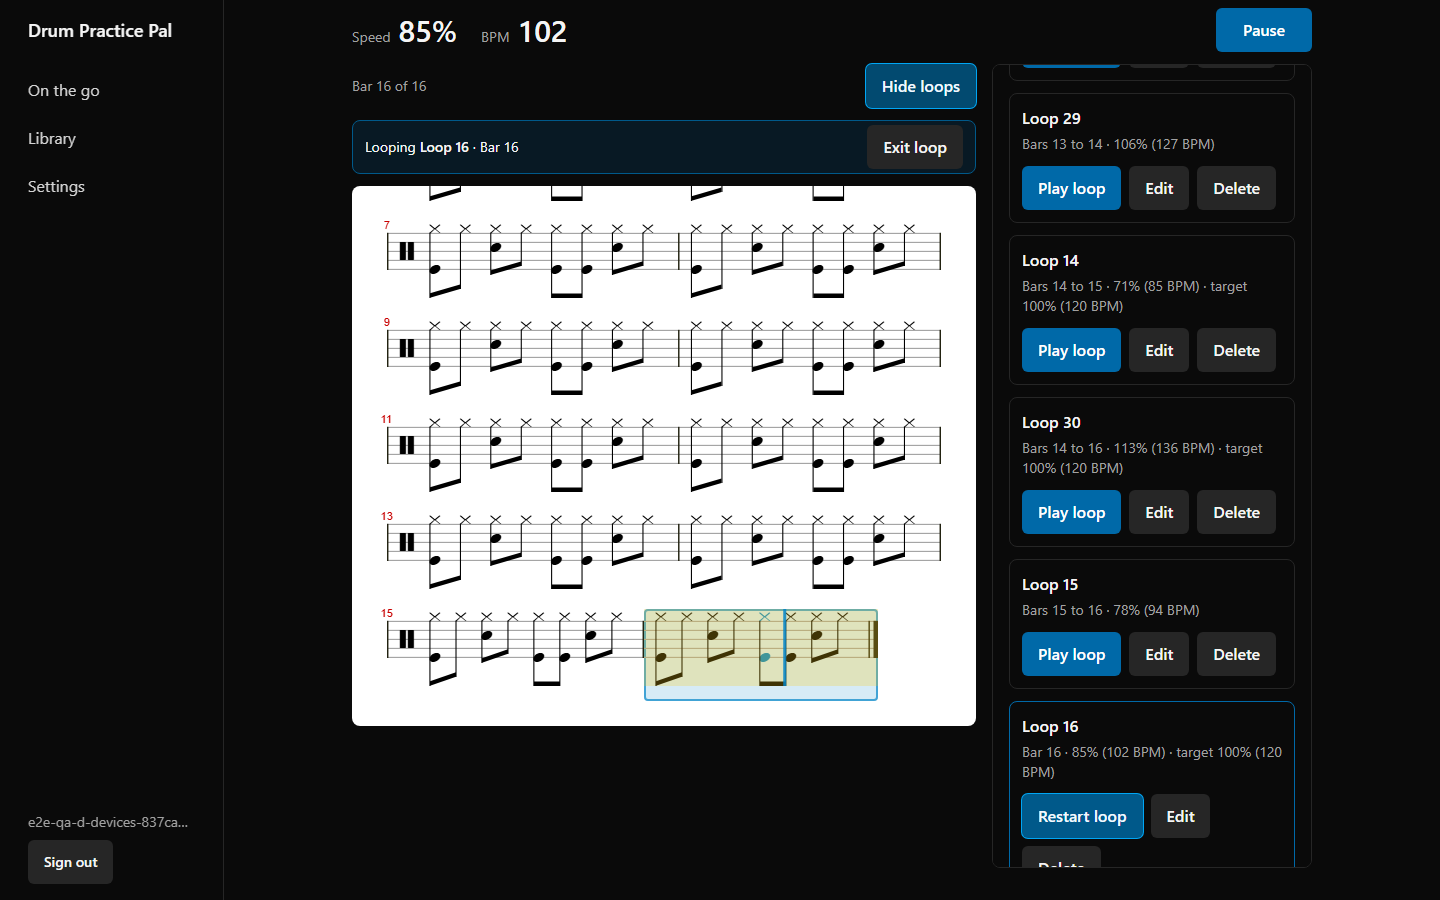 Drum Practice Pal
On the go
Library
Settings
e2e-qa-d-devices-837ca...
Sign out
Speed 85% BPM 102
Pause
Bar 16 of 16
Hide loops
Looping Loop 16 · Bar 16
Exit loop
7
9
11
13
15
Loop 29
Bars 13 to 14 · 106% (127 BPM)
Play loop Edit Delete
Loop 14
Bars 14 to 15 · 71% (85 BPM) · target
100% (120 BPM)
Play loop Edit Delete
Loop 30
Bars 14 to 16 · 113% (136 BPM) · target
100% (120 BPM)
Play loop Edit Delete
Loop 15
Bars 15 to 16 · 78% (94 BPM)
Play loop Edit Delete
Loop 16
Bar 16 · 85% (102 BPM) · target 100% (120
BPM)
Restart loop Edit
Delete